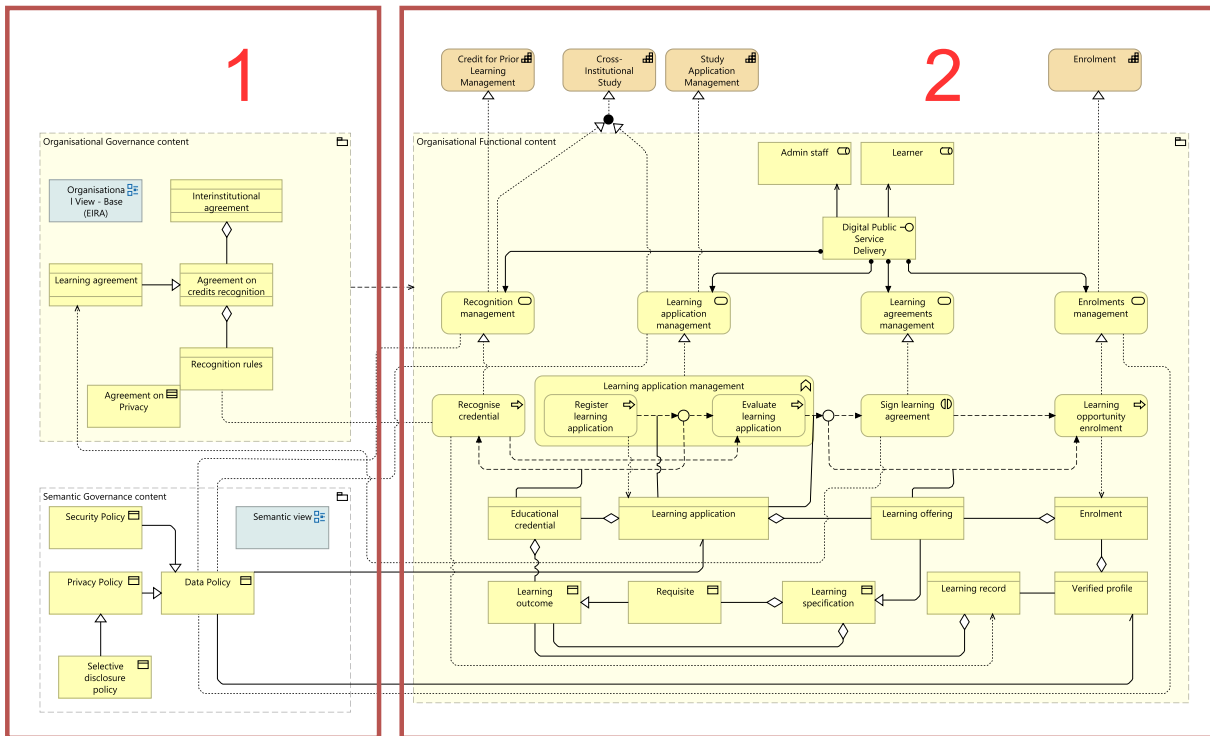 1
2
Credit for Prior
Learning
Management
Cross-
Institutional
Study
Study
Application
Management
Enrolment
Organisational Governance content
Organisationa
l View - Base
(EIRA)
Interinstitutional
agreement
Learning agreement
Agreement on
credits recognition
Recognition rules
Agreement on
Privacy
Semantic Governance content
Security Policy
Semantic view
Privacy Policy
Data Policy
Selective
disclosure
policy
Organisational Functional content
Admin staff
Learner
Digital Public
Service
Delivery
Recognition
management
Learning
application
management
Learning
agreements
management
Enrolments
management
Learning application management
Recognise
credential
Register
learning
application
Evaluate
learning
application
Sign learning
agreement
Learning
opportunity
enrolment
Educational
credential
Learning application
Learning offering
Enrolment
Learning
outcome
Requisite
Learning
specification
Learning record
Verified profile